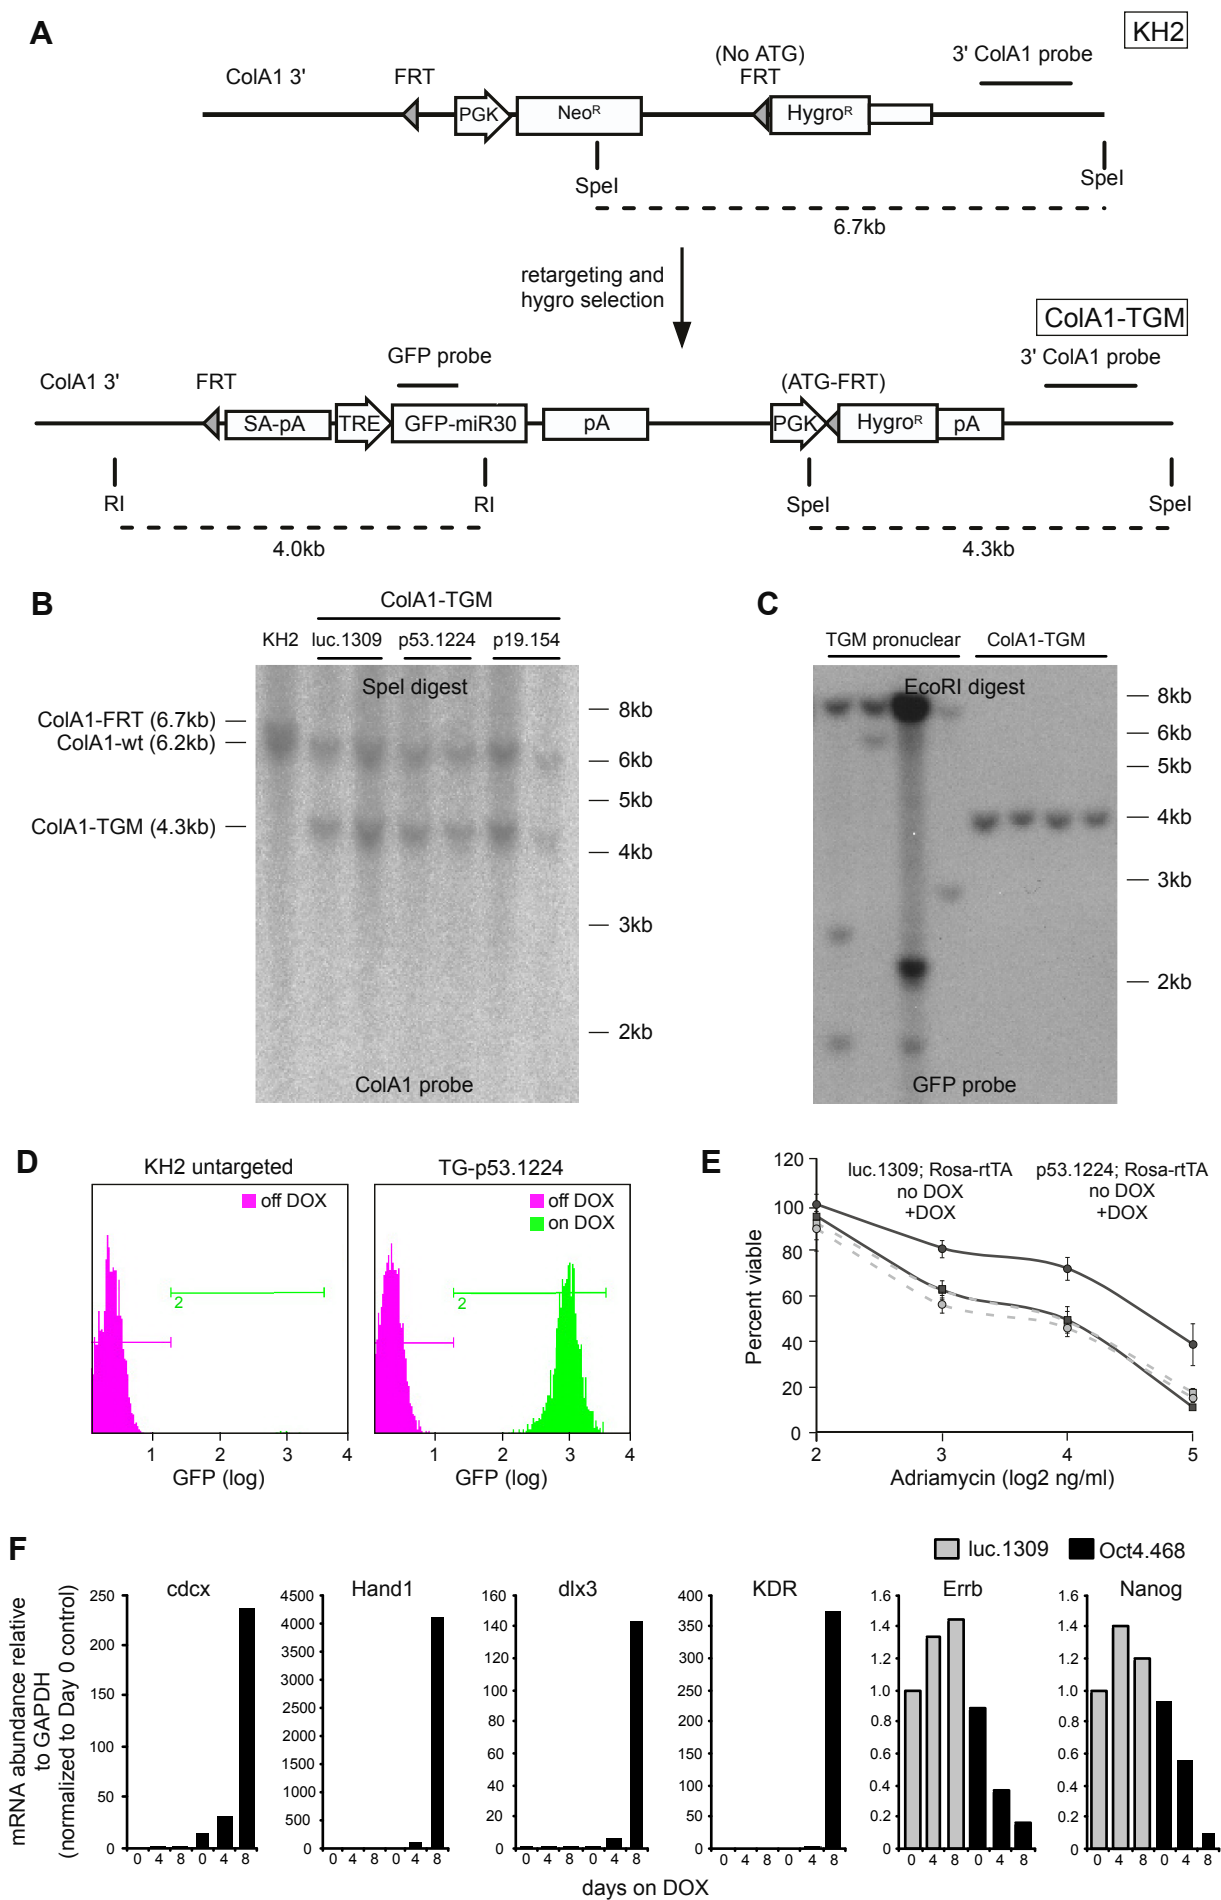 A
KH2
(No ATG)
3' ColA1 probe
ColA1 3'
FRT
FRT
PGK
Neoᴿ
Hygroᴿ
SpeI
SpeI
6.7kb
retargeting and
hygro selection
ColA1-TGM
GFP probe
3' ColA1 probe
ColA1 3'
FRT
(ATG-FRT)
SA-pA
TRE
GFP-miR30
pA
PGK
Hygroᴿ
pA
RI
RI
SpeI
SpeI
4.0kb
4.3kb
B
ColA1-TGM
KH2 luc.1309 p53.1224 p19.154
SpeI digest
ColA1-FRT (6.7kb)
ColA1-wt (6.2kb)
ColA1-TGM (4.3kb)
8kb
6kb
5kb
4kb
3kb
2kb
ColA1 probe
C
TGM pronuclear ColA1-TGM
EcoRI digest
8kb
6kb
5kb
4kb
3kb
2kb
GFP probe
D
KH2 untargeted
off DOX
2
1 2 3 4
GFP (log)
TG-p53.1224
off DOX
on DOX
2
1 2 3 4
GFP (log)
E
luc.1309; Rosa-rtTA
no DOX
+DOX
p53.1224; Rosa-rtTA
no DOX
+DOX
Percent viable
120
100
80
60
40
20
0
2 3 4 5
Adriamycin (log2 ng/ml)
F
luc.1309 Oct4.468
mRNA abundance relative
to GAPDH
(normalized to Day 0 control)
cdcx
250
200
150
100
50
0
0 4 8 0 4 8
Hand1
4500
4000
3500
3000
2500
2000
1500
1000
500
0
0 4 8 0 4 8
dlx3
160
140
120
100
80
60
40
20
0
0 4 8 0 4 8
KDR
400
350
300
250
200
150
100
50
0
0 4 8 0 4 8
Errb
1.6
1.4
1.2
1.0
0.8
0.6
0.4
0.2
0
0 4 8 0 4 8
Nanog
1.6
1.4
1.2
1.0
0.8
0.6
0.4
0.2
0
0 4 8 0 4 8
days on DOX